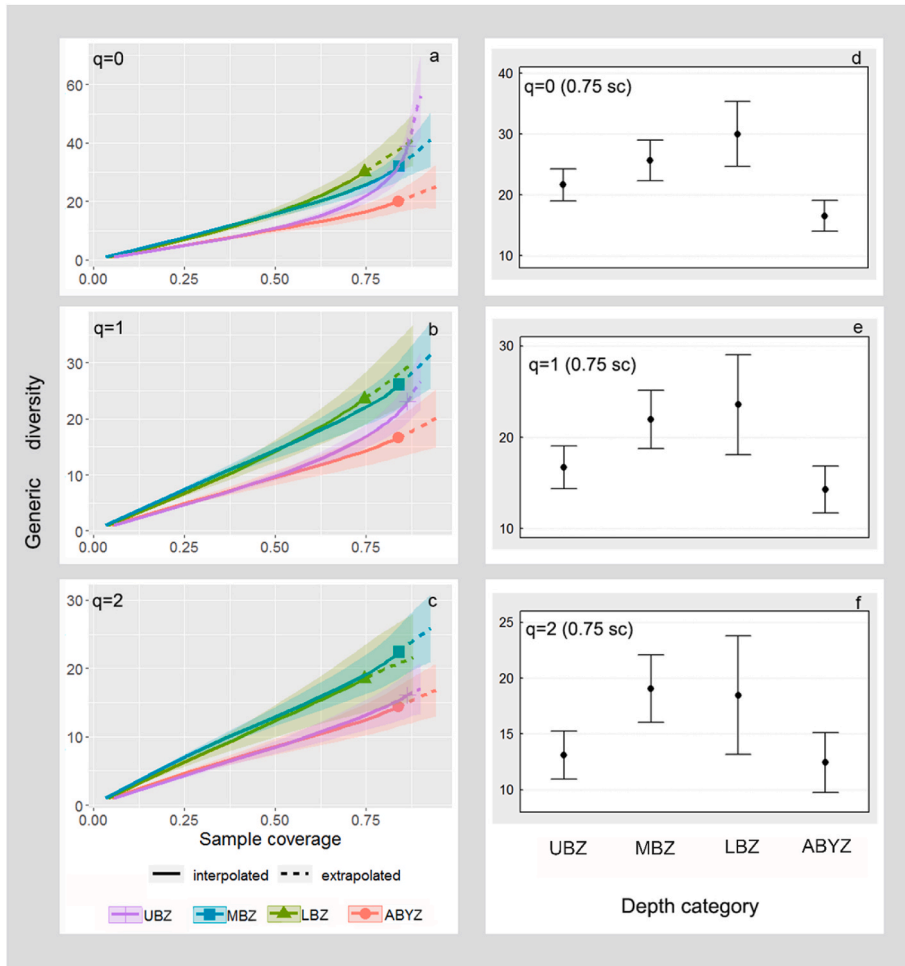 Generic diversity
q=0
a
60
40
20
0
0.00 0.25 0.50 0.75
q=1
b
30
20
10
0
0.00 0.25 0.50 0.75
q=2
c
30
20
10
0
0.00 0.25 0.50 0.75
Sample coverage
interpolated extrapolated
UBZ MBZ LBZ ABYZ
d
q=0 (0.75 sc)
40
30
20
10
e
q=1 (0.75 sc)
30
20
10
f
q=2 (0.75 sc)
25
20
15
10
UBZ MBZ LBZ ABYZ
Depth category